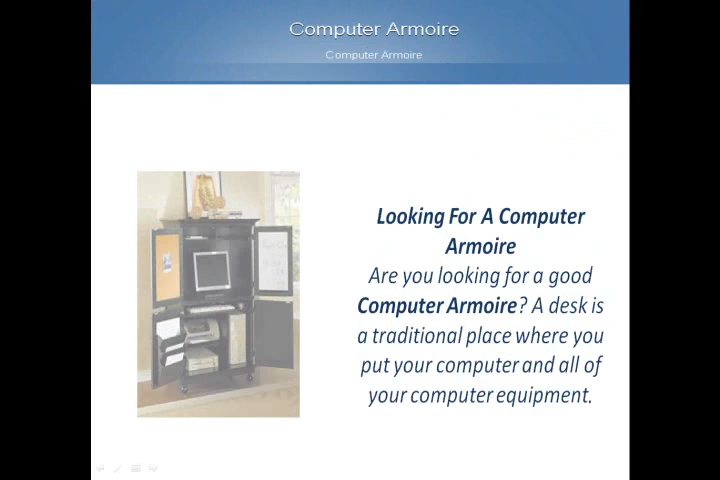 Computer Armoire
Computer Armoire
Looking For A Computer
Armoire
Are you looking for a good
Computer Armoire? A desk is
a traditional place where you
put your computer and all of
your computer equipment.